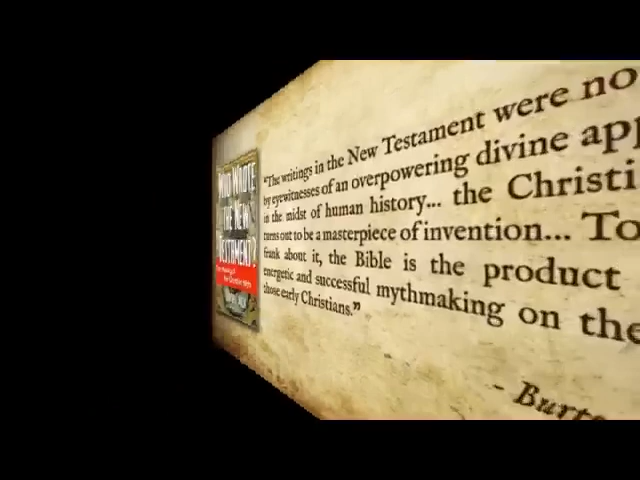 WHO WROTE
THE NEW
TESTAMENT?
"The writings in the New Testament were no
by eyewitnesses of an overpowering divine app
in the midst of human history... the Christi
turns out to be a masterpiece of invention... To
frank about it, the Bible is the product
energetic and successful mythmaking on the
those early Christians."
- Burto